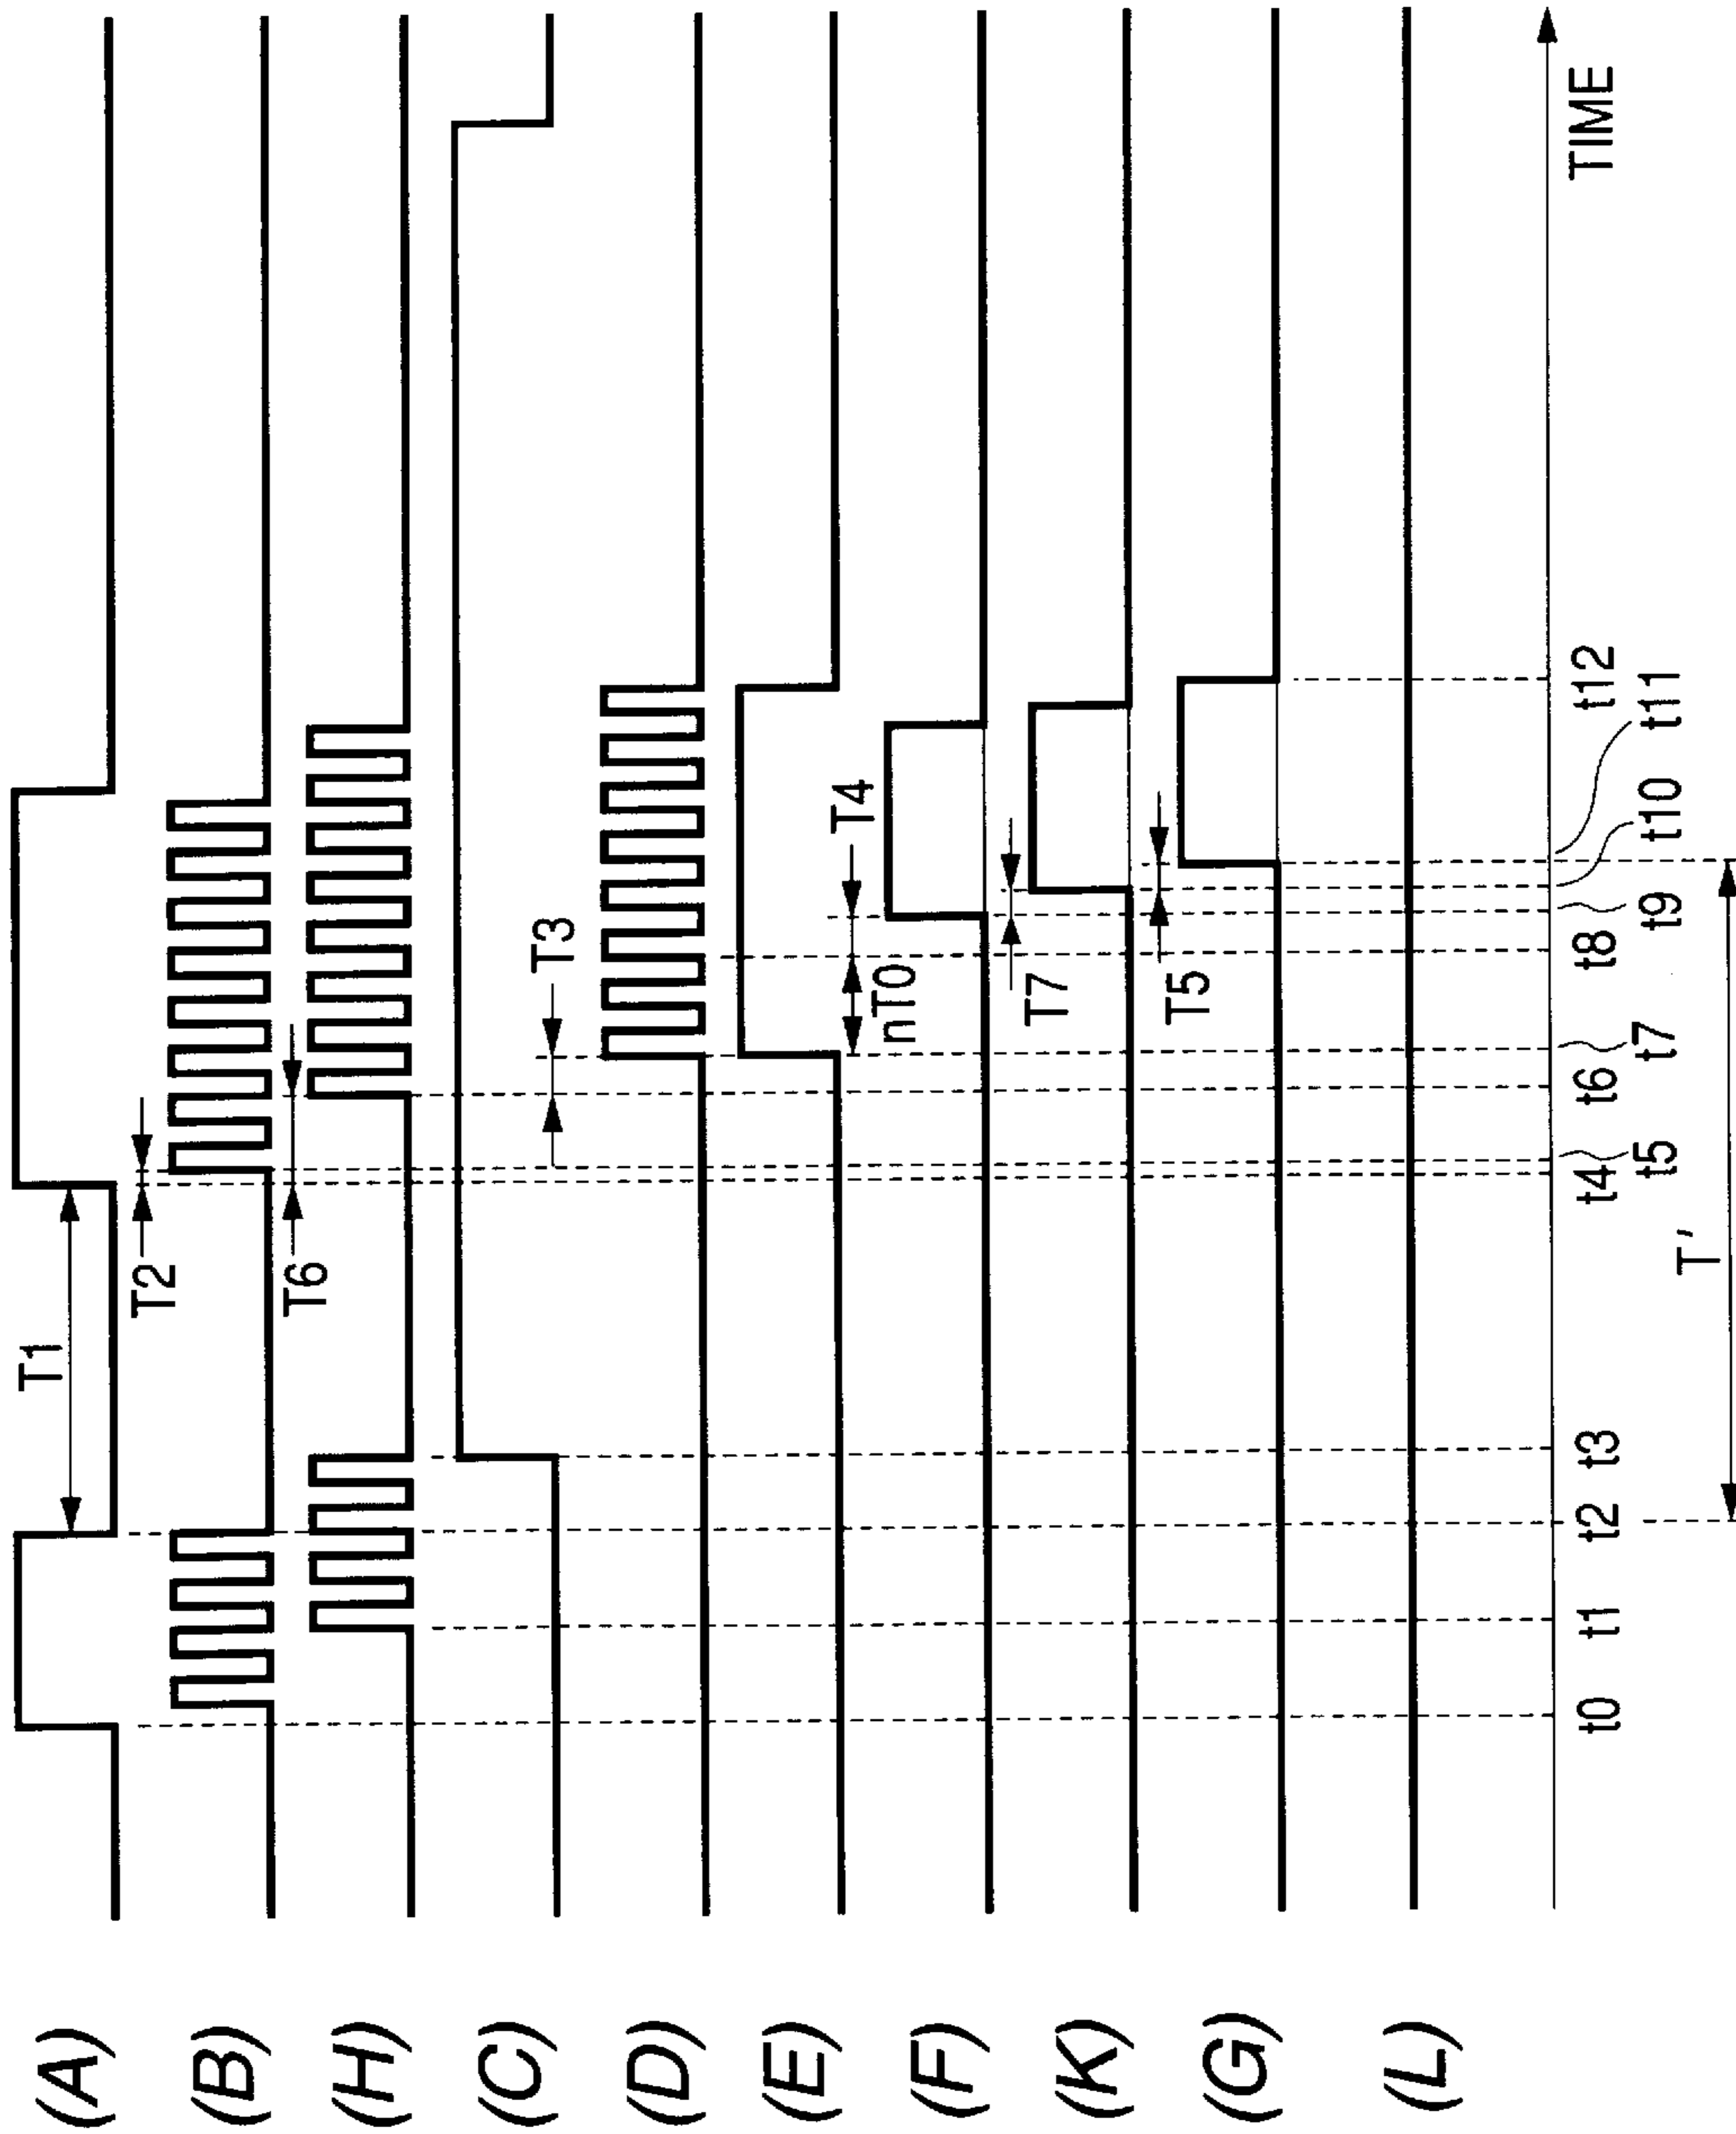 (A)
T1
(B)
T2
(H)
T6
(C)
(D)
T3
(E)
nT0
T4
(F)
(K)
T7
(G)
T5
(L)
TIME
t0 t1 t2 t3 t4 t6 t8 t12
t5 t7 t9 t10 t11
T'